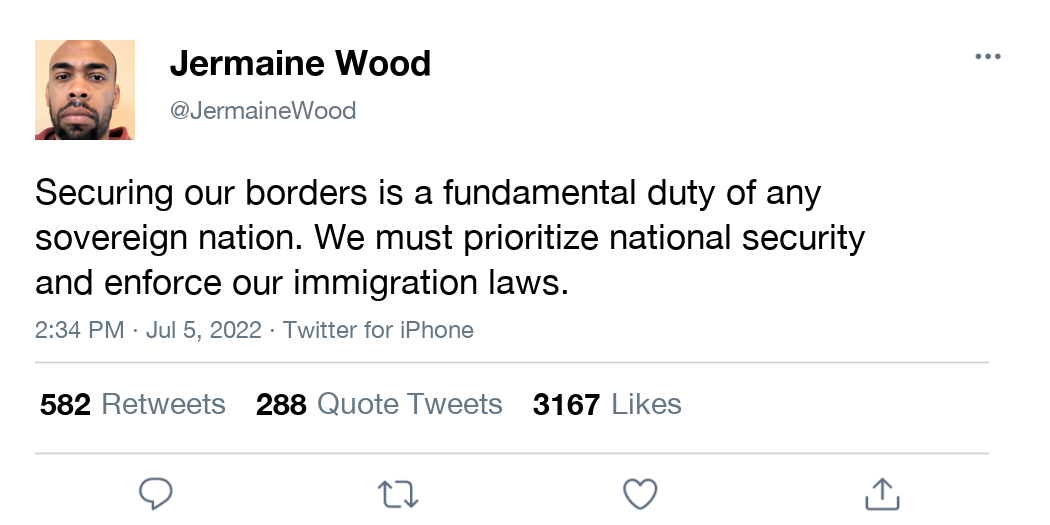 Jermaine Wood
@JermaineWood
Securing our borders is a fundamental duty of any
sovereign nation. We must prioritize national security
and enforce our immigration laws.
2:34 PM · Jul 5, 2022 · Twitter for iPhone
582 Retweets 288 Quote Tweets 3167 Likes